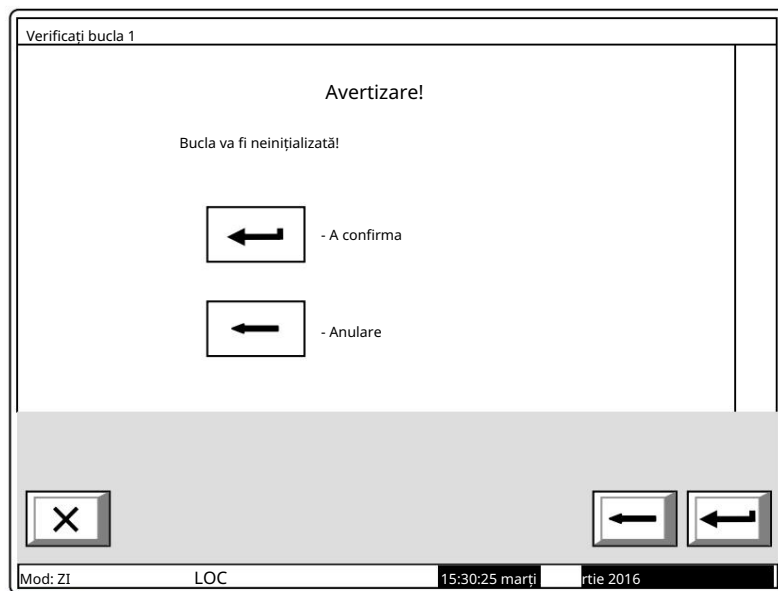 Verificați bucla 1
Avertizare!
Bucla va fi neinițializată!
- A confirma
- Anulare
Mod: ZI LOC 15:30:25 marți rtie 2016